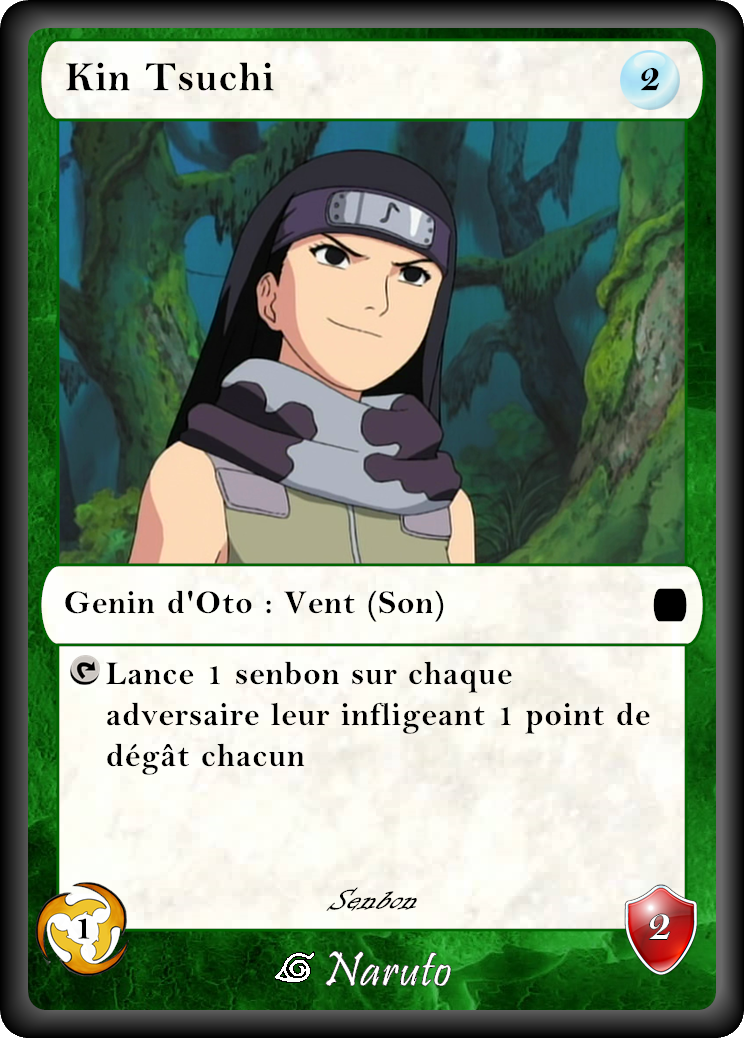 Kin Tsuchi
2
Genin d'Oto : Vent (Son)
Lance 1 senbon sur chaque
adversaire leur infligeant 1 point de
dégât chacun
Senbon
1
2
Naruto